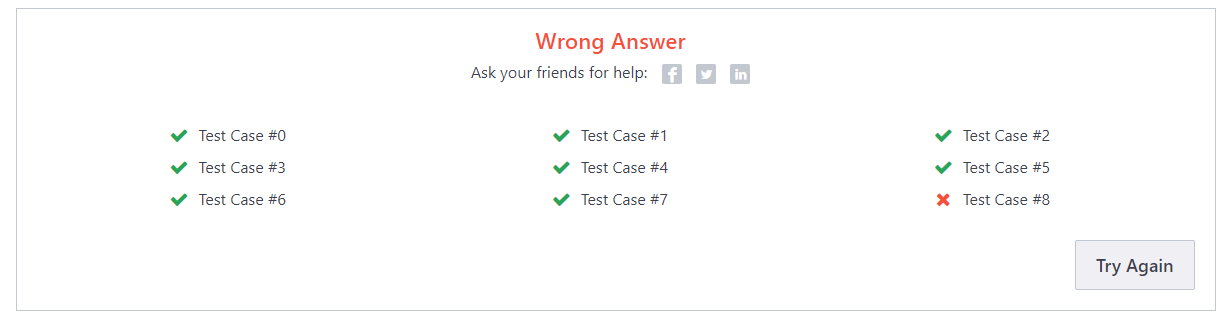 Wrong Answer
Ask your friends for help:
Test Case #0 Test Case #1 Test Case #2
Test Case #3 Test Case #4 Test Case #5
Test Case #6 Test Case #7 Test Case #8
Try Again